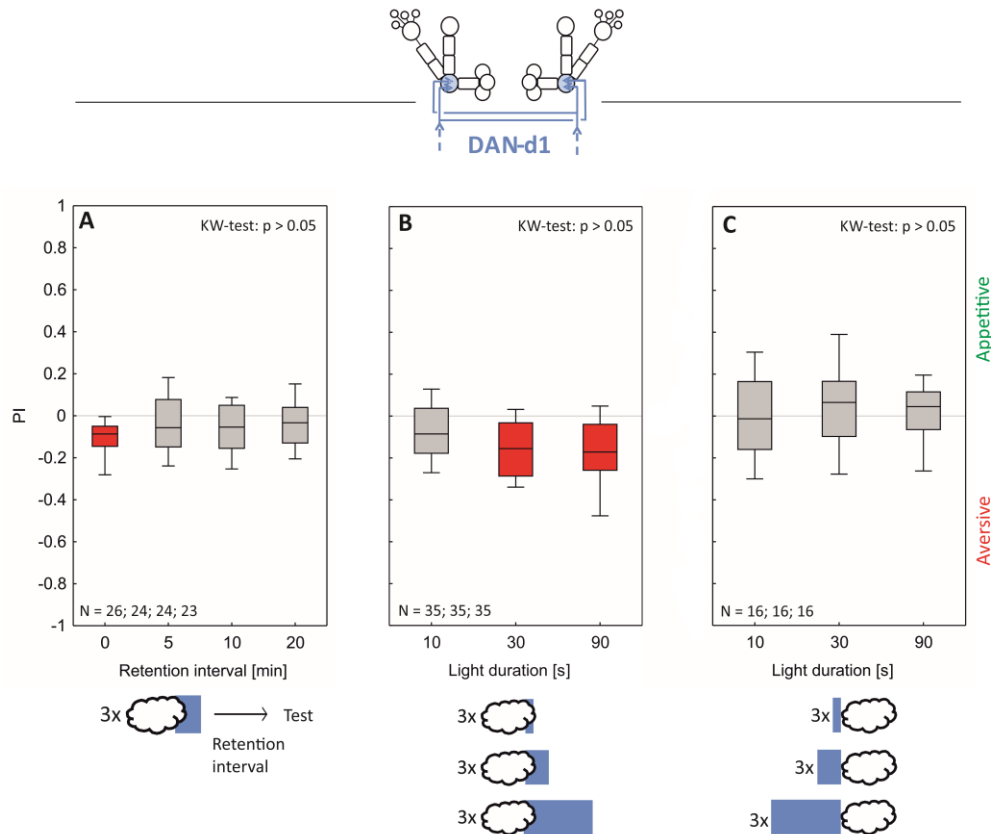 DAN-d1
A
KW-test: p > 0.05
B
KW-test: p > 0.05
C
KW-test: p > 0.05
1
0.8
0.6
0.4
0.2
0
-0.2
-0.4
-0.6
-0.8
-1
PI
Appetitive
Aversive
N = 26; 24; 24; 23
N = 35; 35; 35
N = 16; 16; 16
0 5 10 20
10 30 90
10 30 90
Retention interval [min]
Light duration [s]
Light duration [s]
3x
Test
Retention
interval
3x
3x
3x
3x
3x
3x